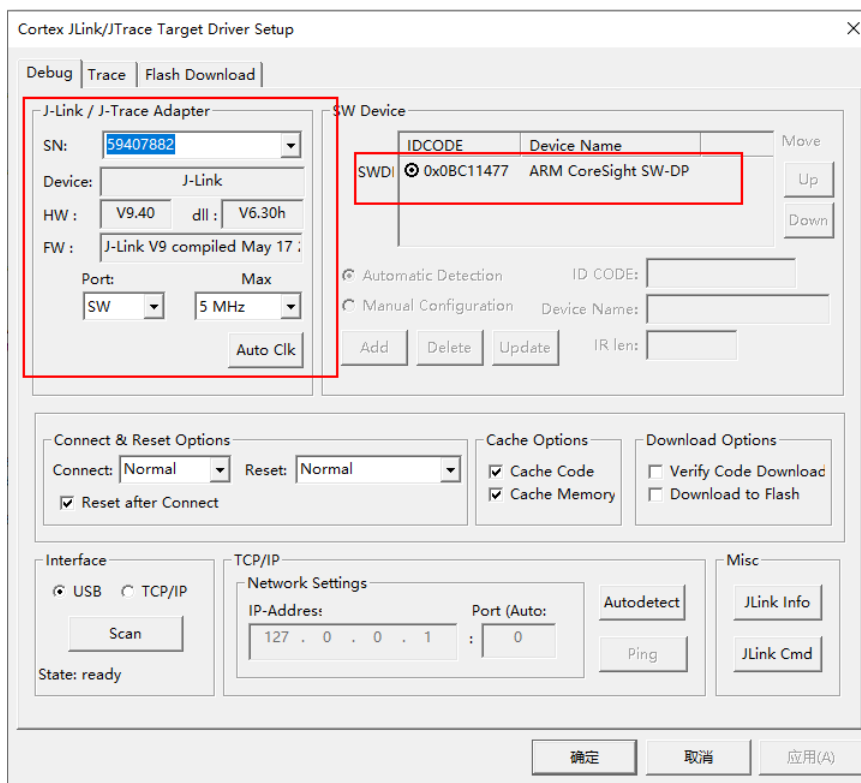 Cortex JLink/JTrace Target Driver Setup
Debug Trace Flash Download
J-Link / J-Trace Adapter
SN: 59407882
Device: J-Link
HW : V9.40 dll : V6.30h
FW : J-Link V9 compiled May 17
Port: Max
SW 5 MHz
Auto Clk
SW Device
IDCODE Device Name Move
SWDI 0x0BC11477 ARM CoreSight SW-DP
Up
Down
Automatic Detection ID CODE:
Manual Configuration Device Name:
Add Delete Update IR len:
Connect & Reset Options
Connect: Normal Reset: Normal
Reset after Connect
Cache Options
Cache Code
Cache Memory
Download Options
Verify Code Download
Download to Flash
Interface
USB TCP/IP
Scan
State: ready
TCP/IP
Network Settings
IP-Address: Port (Auto:
127 . 0 . 0 . 1 : 0
Autodetect
Ping
Misc
JLink Info
JLink Cmd
确定 取消 应用(A)